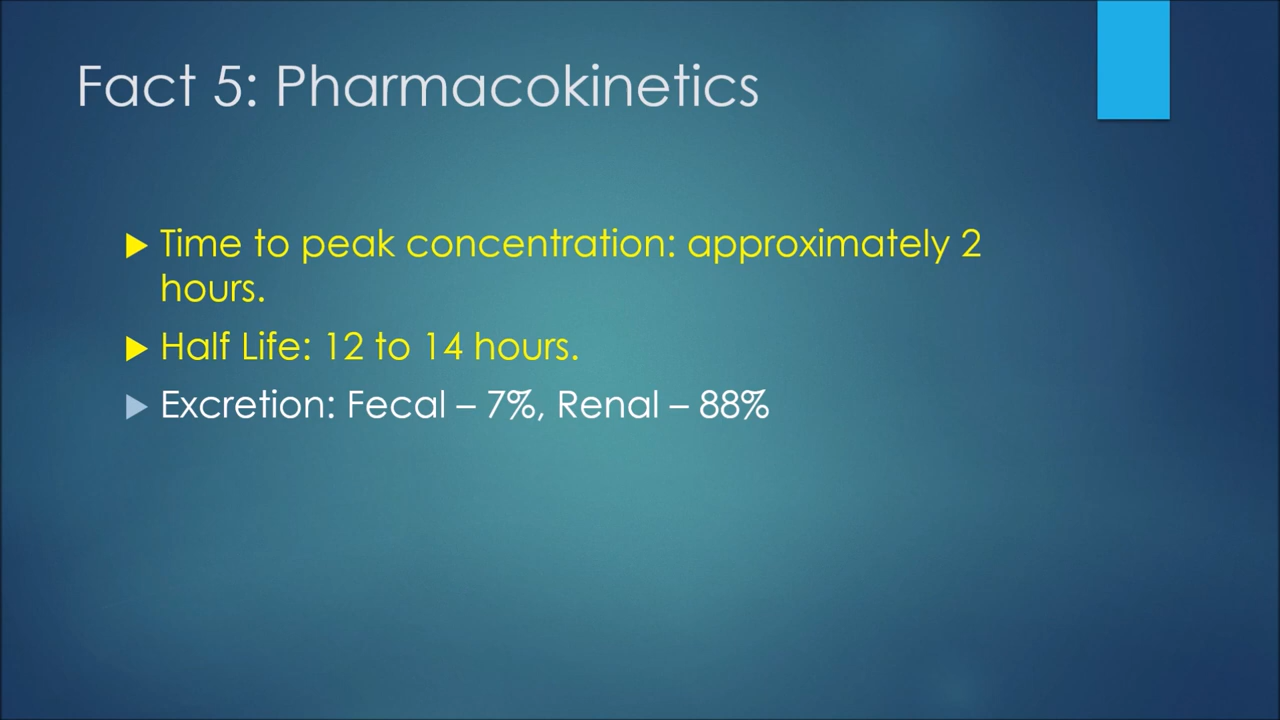 Fact 5: Pharmacokinetics
Time to peak concentration: approximately 2
hours.
Half Life: 12 to 14 hours.
Excretion: Fecal – 7%, Renal – 88%